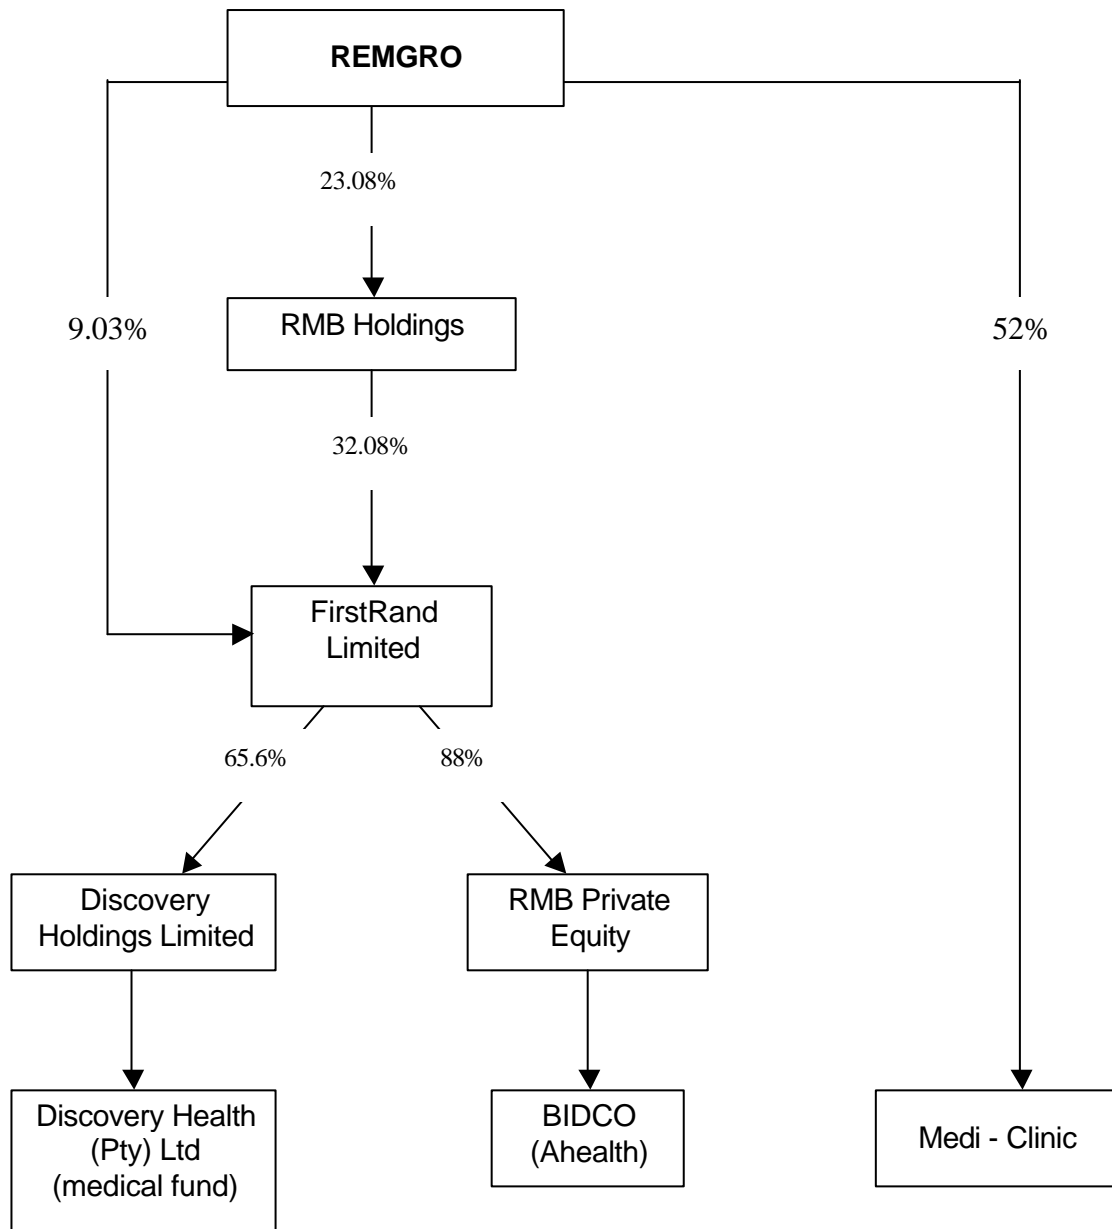 REMGRO
23.08%
RMB Holdings
9.03%
52%
32.08%
FirstRand
Limited
65.6%
88%
Discovery
Holdings Limited
RMB Private
Equity
Discovery Health
(Pty) Ltd
(medical fund)
BIDCO
(Ahealth)
Medi - Clinic